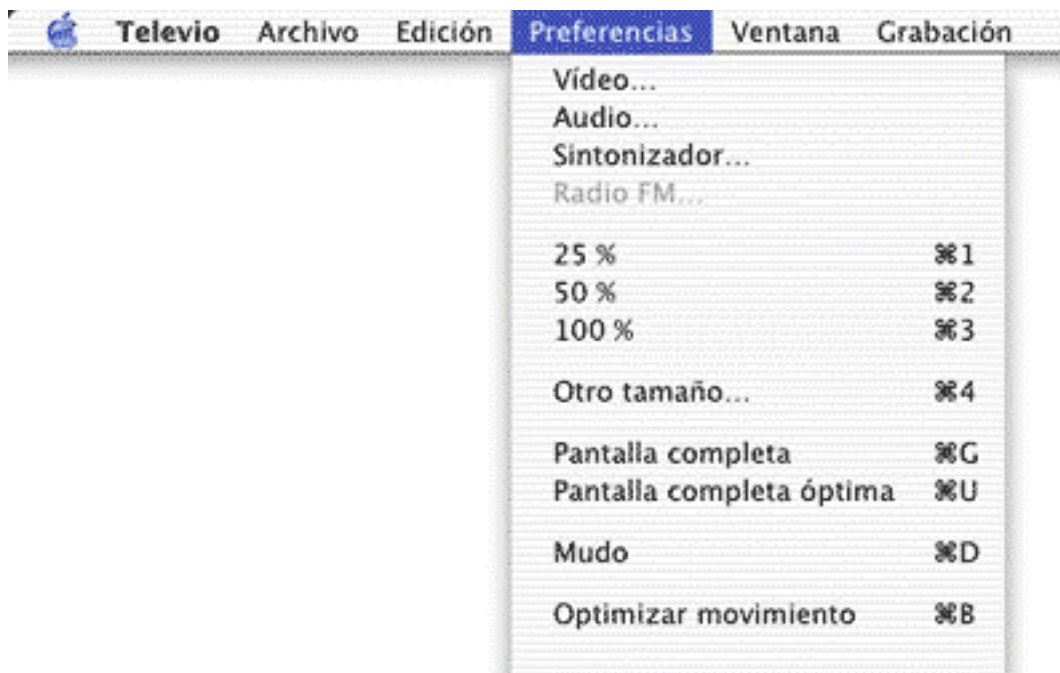 Televio Archivo Edición Preferencias Ventana Grabación
Vídeo...
Audio...
Sintonizador...
Radio FM...
25 % ⌘1
50 % ⌘2
100 % ⌘3
Otro tamaño... ⌘4
Pantalla completa ⌘G
Pantalla completa óptima ⌘U
Mudo ⌘D
Optimizar movimiento ⌘B